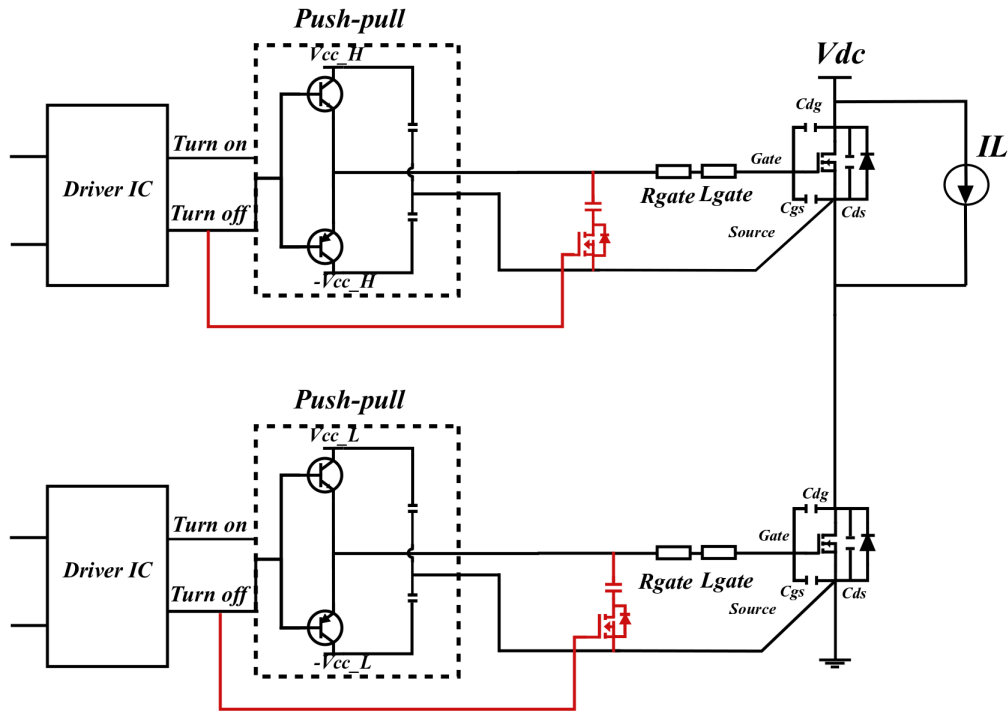 Push-pull
Vcc_H
Vdc
Cdg
Turn on
Gate
IL
Driver IC
Rgate
Lgate
Turn off
Cgs
Cds
Source
-Vcc_H
Push-pull
Vcc_L
Cdg
Turn on
Gate
Driver IC
Rgate
Lgate
Turn off
Cgs
Cds
Source
-Vcc_L